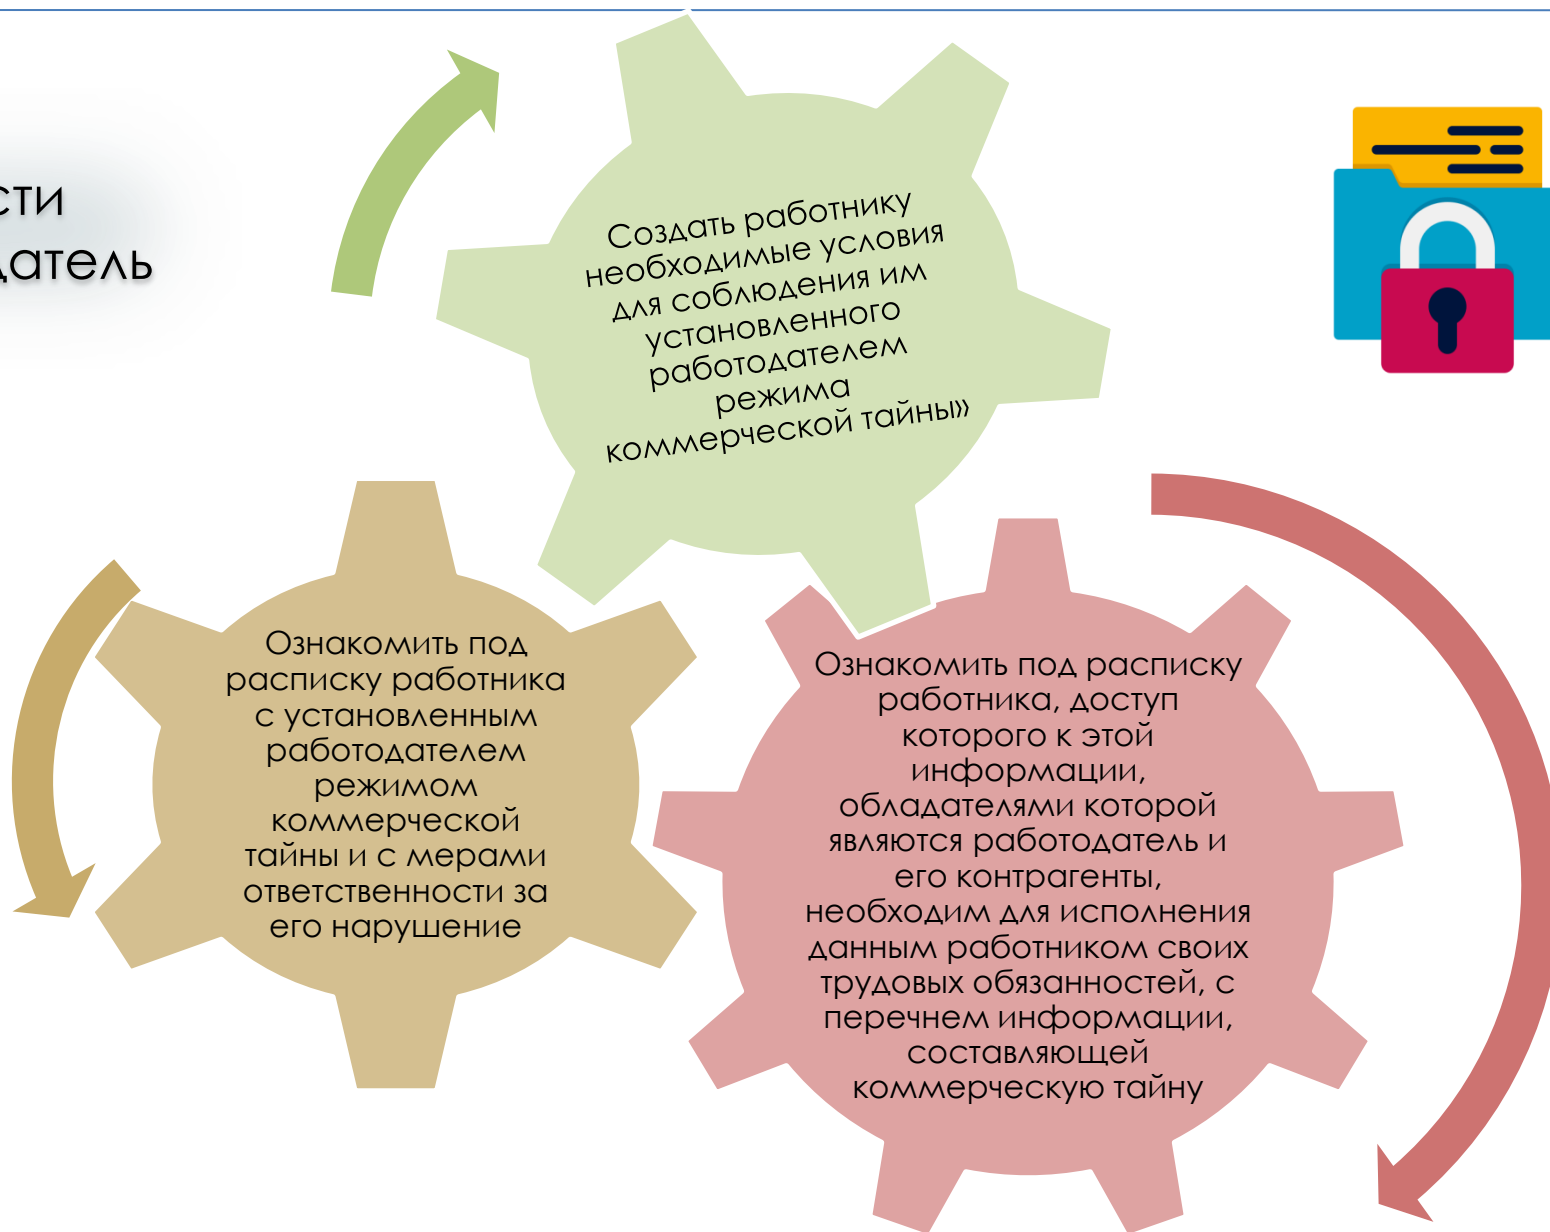 сти
датель
Создать работнику
необходимые условия
для соблюдения им
установленного
работодателем
режима
коммерческой тайны»
Ознакомить под
расписку работника
с установленным
работодателем
режимом
коммерческой
тайны и с мерами
ответственности за
его нарушение
Ознакомить под расписку
работника, доступ
которого к этой
информации,
обладателями которой
являются работодатель и
его контрагенты,
необходим для исполнения
данным работником своих
трудовых обязанностей, с
перечнем информации,
составляющей
коммерческую тайну